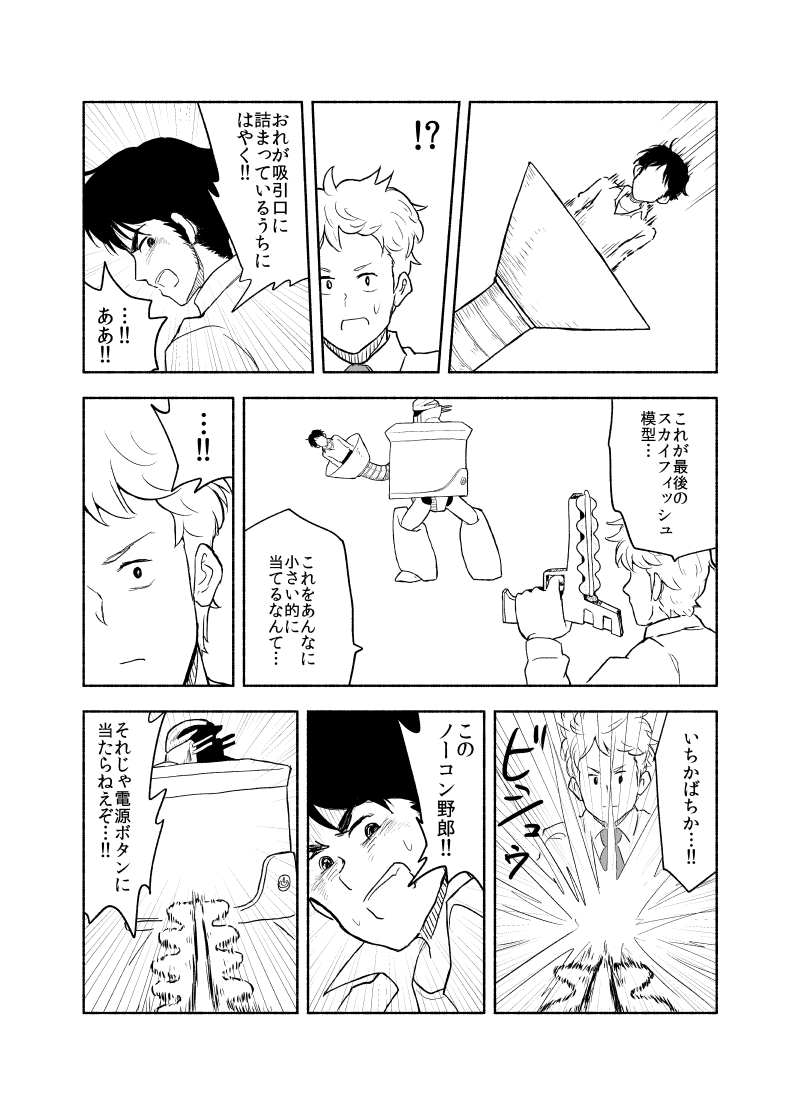 !?
おれが吸引口に
詰まっているうちに
はやく!!
…!!
ああ!!
これが最後の
スカイフィッシュ
模型…
これをあんなに
小さい的に
当てるなんて…
…!!
いちかばちか…!!
ビシュウ
この
ノーコン野郎!!
それじゃ電源ボタンに
当たらねえぞ…!!